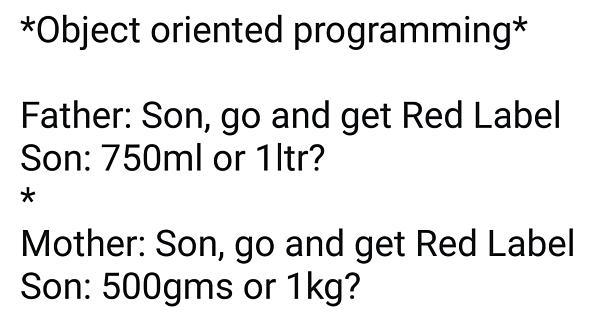 *Object oriented programming*
Father: Son, go and get Red Label
Son: 750ml or 1ltr?
*
Mother: Son, go and get Red Label
Son: 500gms or 1kg?